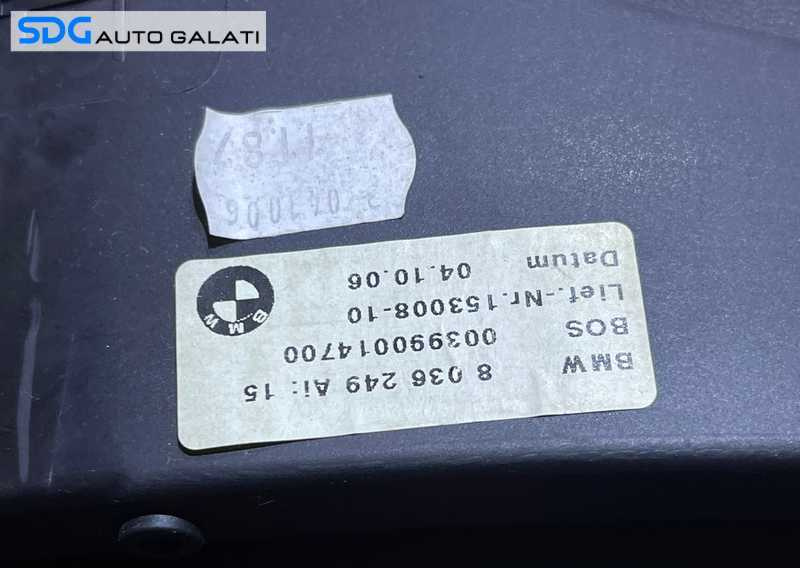 SDG AUTO GALATI
BMW 8 036 249 Ai: 15
BOS 003990014700
Lief.-Nr.153008-10
Datum 04.10.06
BMW